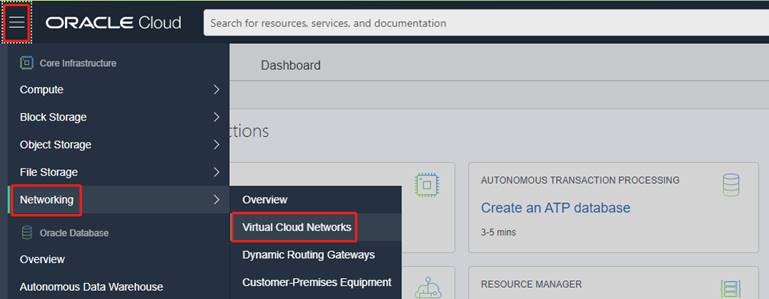 ORACLE Cloud
Search for resources, services, and documentation
Core Infrastructure
Compute
Block Storage
Object Storage
File Storage
Networking
Oracle Database
Overview
Autonomous Data Warehouse
Overview
Virtual Cloud Networks
Dynamic Routing Gateways
Customer-Premises Equipment
Dashboard
ctions
AUTONOMOUS TRANSACTION PROCESSING
Create an ATP database
3-5 mins
RESOURCE MANAGER